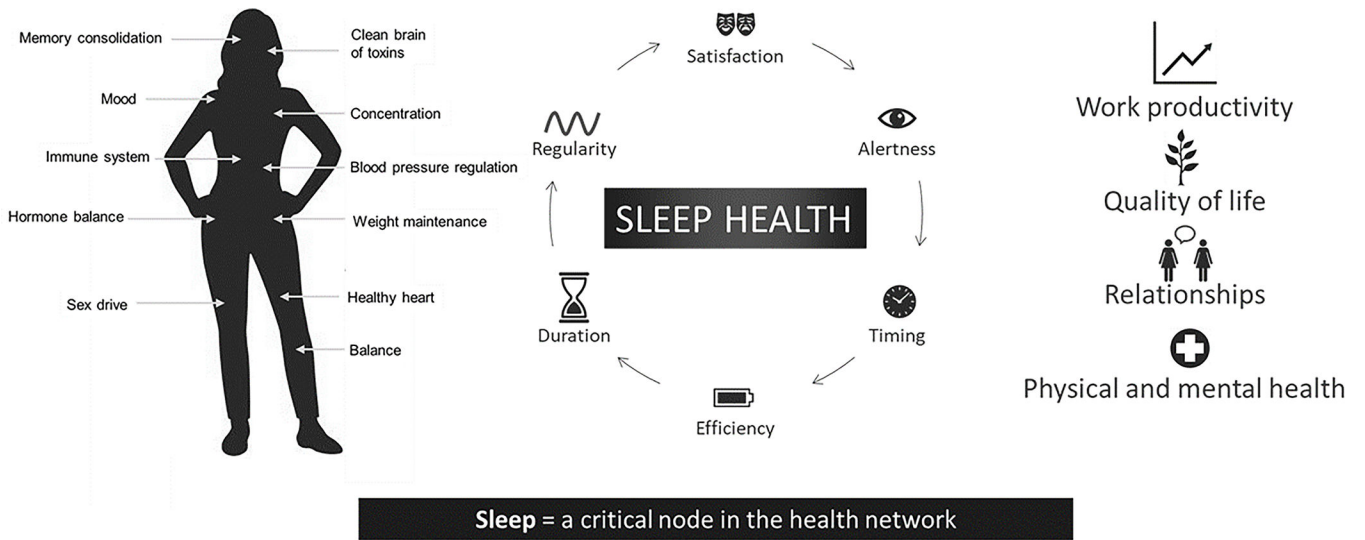 Memory consolidation
Clean brain
of toxins
Mood
Concentration
Immune system
Blood pressure regulation
Hormone balance
Weight maintenance
Sex drive
Healthy heart
Balance
Satisfaction
Regularity
Alertness
SLEEP HEALTH
Duration
Timing
Efficiency
Work productivity
Quality of life
Relationships
Physical and mental health
Sleep = a critical node in the health network